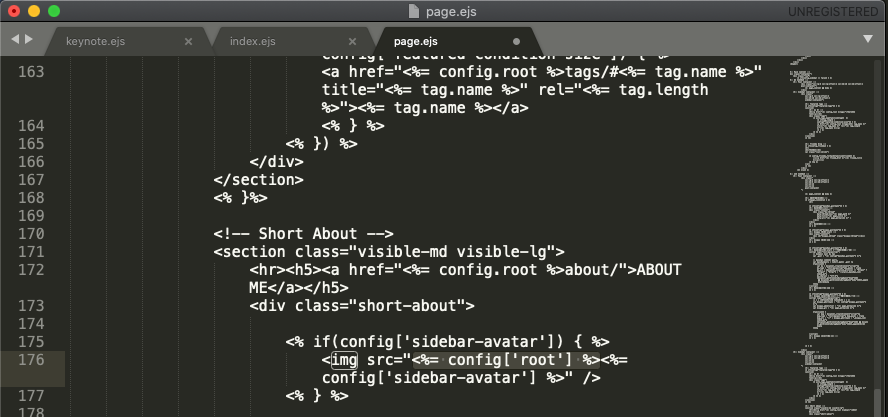 page.ejs
UNREGISTERED
keynote.ejs
index.ejs
page.ejs
config['featured-condition-size']) { %>
163 <a href="<%= config.root %>tags/#<%= tag.name %>"
title="<%= tag.name %>" rel="<%= tag.length
%>"><%= tag.name %></a>
164 <% } %>
165 <% }) %>
166 </div>
167 </section>
168 <% }%>
169
170 <!-- Short About -->
171 <section class="visible-md visible-lg">
172 <hr><h5><a href="<%= config.root %>about/">ABOUT
ME</a></h5>
173 <div class="short-about">
174
175 <% if(config['sidebar-avatar']) { %>
176 <img src="<%= config['root'] %><%=
config['sidebar-avatar'] %>" />
177 <% } %>
178